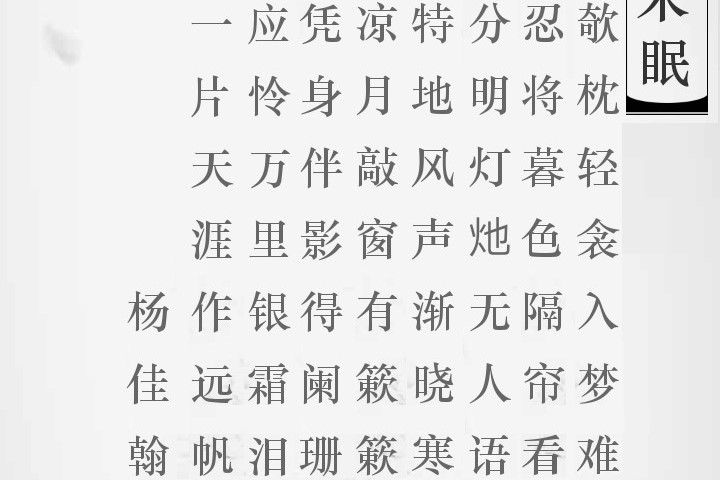 未眠
欹枕轻衾入梦难
忍将暮色隔帘看
分明灯灺无人语
特地风声渐晓寒
凉月敲窗有簌簌
凭身伴影得阑珊
应怜万里银霜泪
一片天涯作远帆
杨佳翰